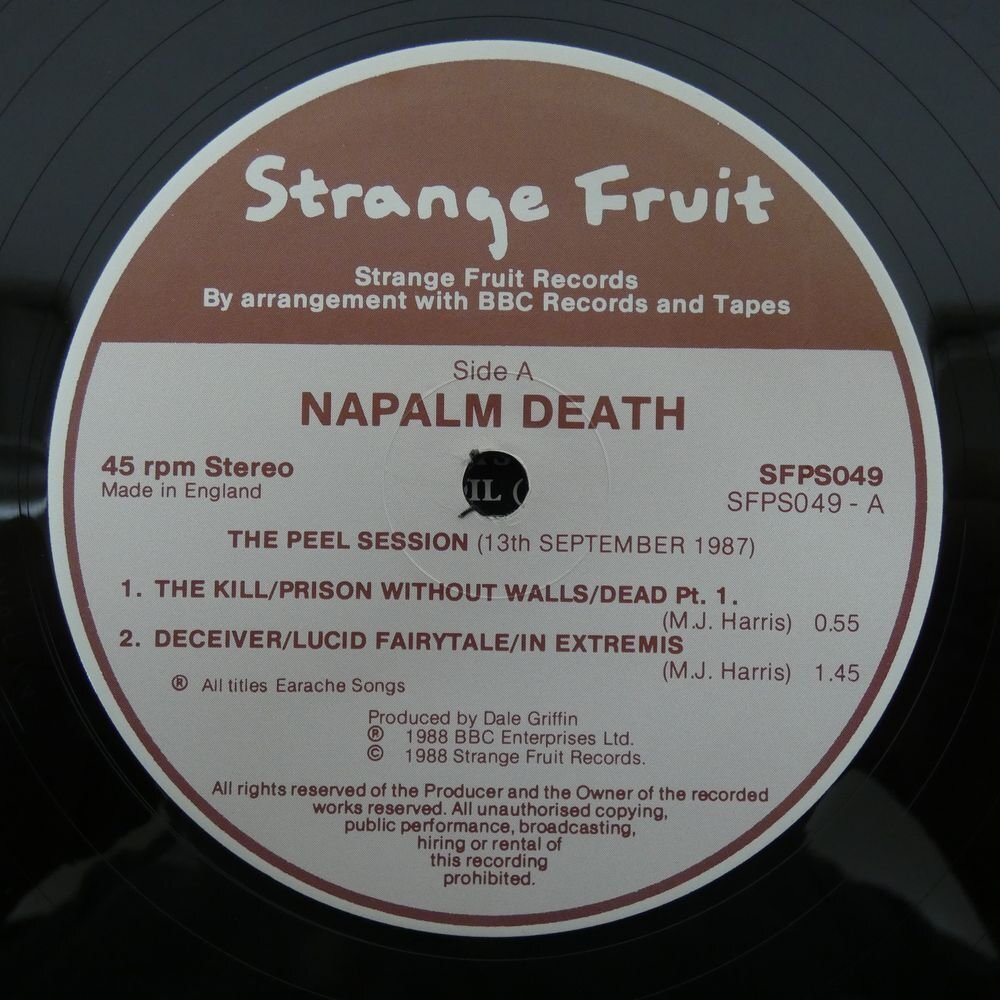 Strange Fruit
Strange Fruit Records
By arrangement with BBC Records and Tapes
Side A
NAPALM DEATH
45 rpm Stereo
Made in England
SFPS049
SFPS049 - A
IL (
THE PEEL SESSION (13th SEPTEMBER 1987)
1. THE KILL/PRISON WITHOUT WALLS/DEAD Pt. 1.
(M.J. Harris) 0.55
2. DECEIVER/LUCID FAIRYTALE/IN EXTREMIS
(M.J. Harris) 1.45
® All titles Earache Songs
Produced by Dale Griffin
® 1988 BBC Enterprises Ltd.
© 1988 Strange Fruit Records.
All rights reserved of the Producer and the Owner of the recorded
works reserved. All unauthorised copying,
public performance, broadcasting,
hiring or rental of
this recording
prohibited.